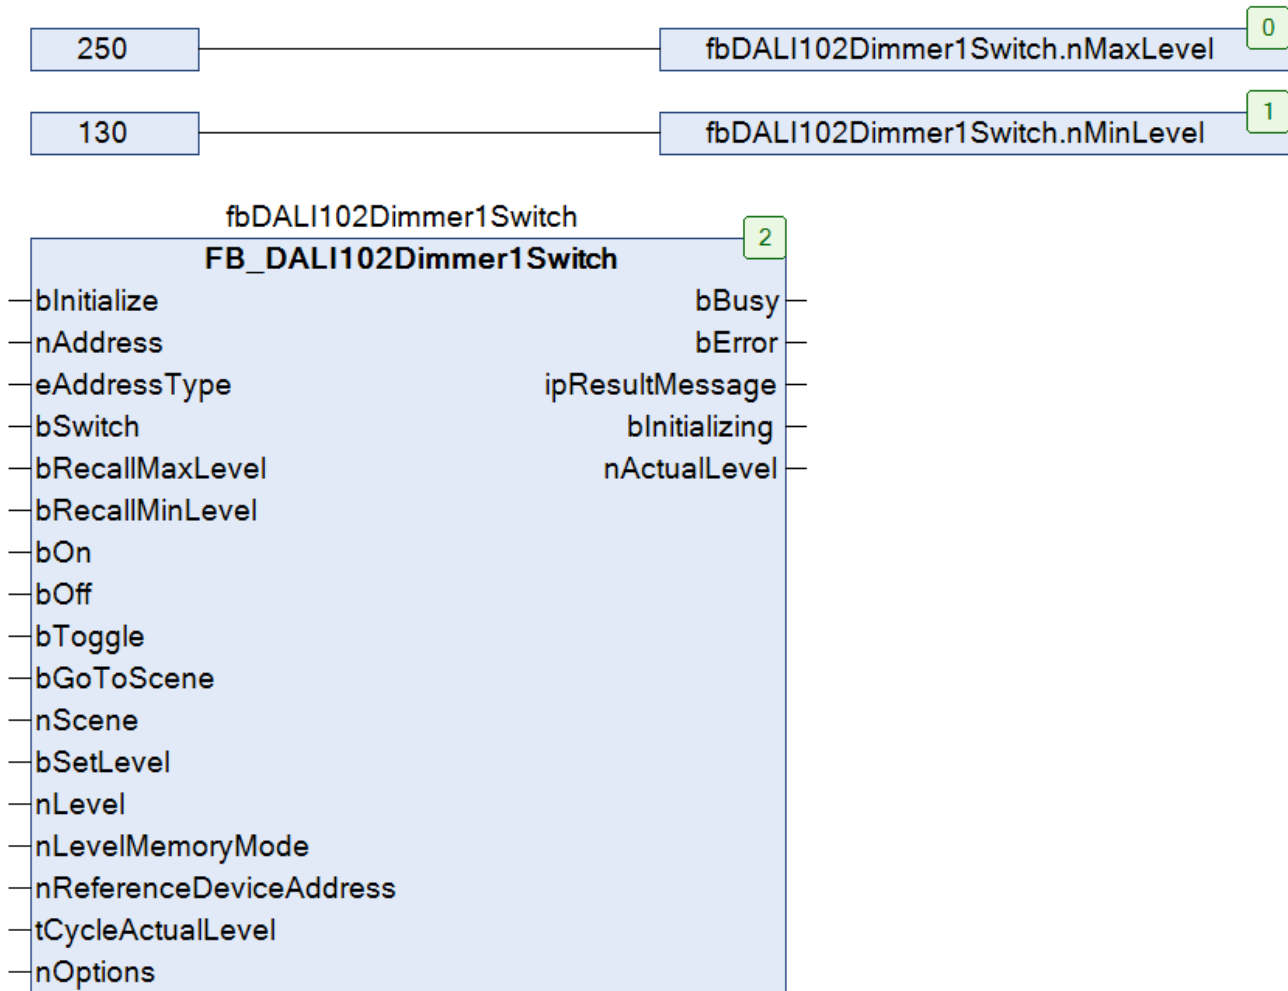 0
250 fbDALI102Dimmer1Switch.nMaxLevel
1
130 fbDALI102Dimmer1Switch.nMinLevel
fbDALI102Dimmer1Switch
2
FB_DALI102Dimmer1Switch
bInitialize bBusy
nAddress bError
eAddressType ipResultMessage
bSwitch bInitializing
bRecallMaxLevel nActualLevel
bRecallMinLevel
bOn
bOff
bToggle
bGoToScene
nScene
bSetLevel
nLevel
nLevelMemoryMode
nReferenceDeviceAddress
tCycleActualLevel
nOptions